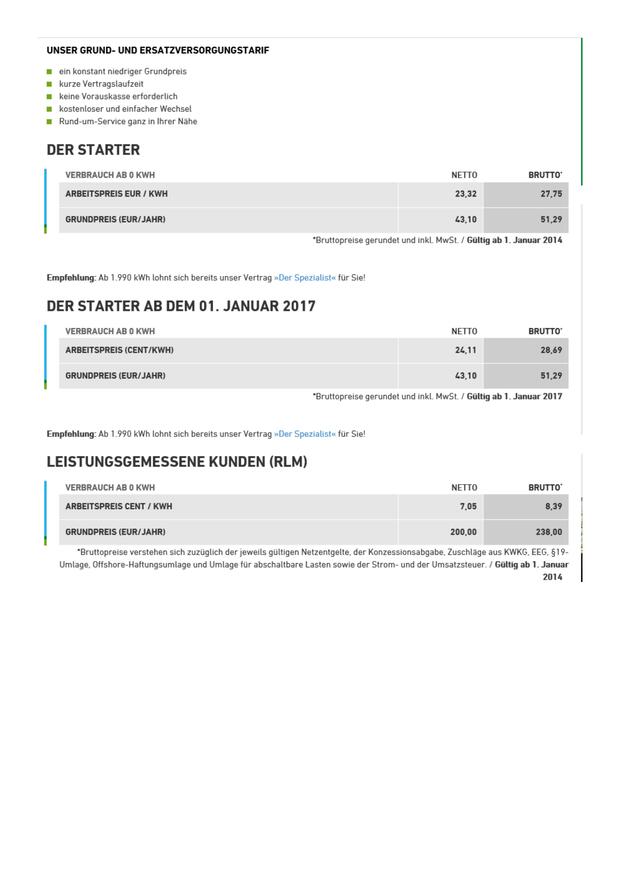 UNSER GRUND- UND ERSATZVERSORGUNGSTARIF
ein konstant niedriger Grundpreis
kurze Vertragslaufzeit
keine Vorauskasse erforderlich
kostenloser und einfacher Wechsel
Rund-um-Service ganz in Ihrer Nähe
DER STARTER
VERBRAUCH AB 0 KWH NETTO BRUTTO*
ARBEITSPREIS EUR / KWH 23,32 27,75
GRUNDPREIS (EUR/JAHR) 43,10 51,29
*Bruttopreise gerundet und inkl. MwSt. / Gültig ab 1. Januar 2014
Empfehlung: Ab 1.990 kWh lohnt sich bereits unser Vertrag »Der Spezialist« für Sie!
DER STARTER AB DEM 01. JANUAR 2017
VERBRAUCH AB 0 KWH NETTO BRUTTO*
ARBEITSPREIS (CENT/KWH) 24,11 28,69
GRUNDPREIS (EUR/JAHR) 43,10 51,29
*Bruttopreise gerundet und inkl. MwSt. / Gültig ab 1. Januar 2017
Empfehlung: Ab 1.990 kWh lohnt sich bereits unser Vertrag »Der Spezialist« für Sie!
LEISTUNGSGEMESSENE KUNDEN (RLM)
VERBRAUCH AB 0 KWH NETTO BRUTTO*
ARBEITSPREIS CENT / KWH 7,05 8,39
GRUNDPREIS (EUR/JAHR) 200,00 238,00
*Bruttopreise verstehen sich zuzüglich der jeweils gültigen Netzentgelte, der Konzessionsabgabe, Zuschläge aus KWKG, EEG, §19-
Umlage, Offshore-Haftungsumlage und Umlage für abschaltbare Lasten sowie der Strom- und der Umsatzsteuer. / Gültig ab 1. Januar
2014